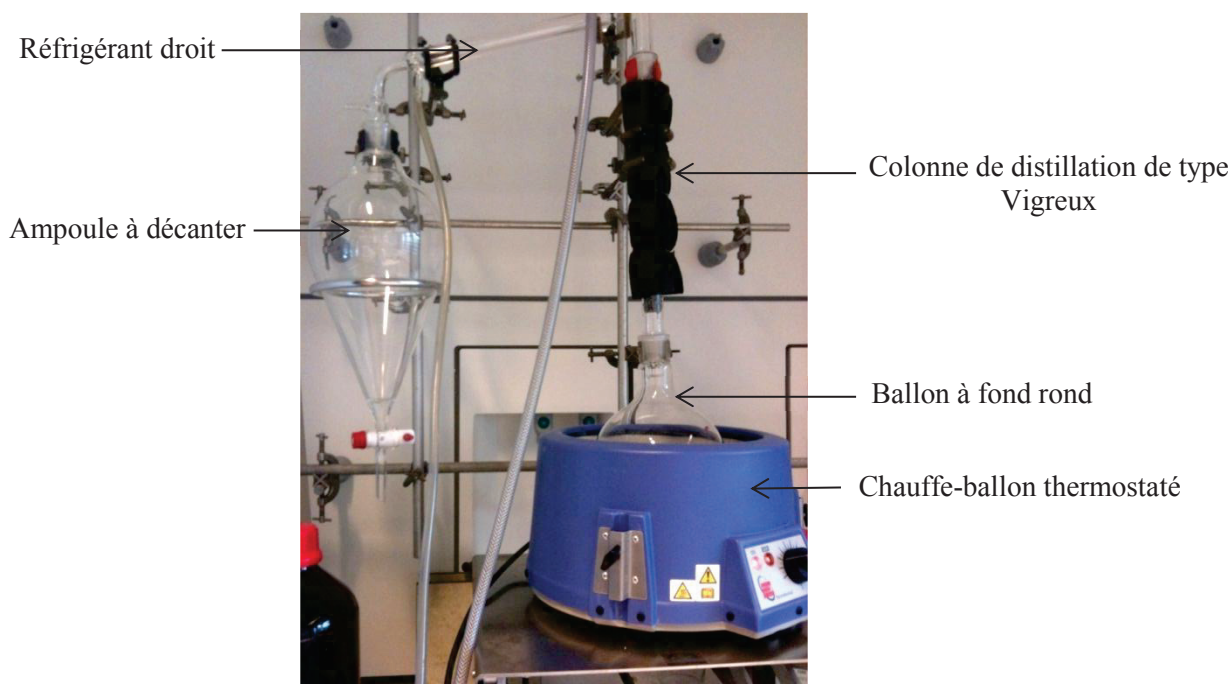 Réfrigérant droit
Colonne de distillation de type
Vigreux
Ampoule à décanter
Ballon à fond rond
Chauffe-ballon thermostaté